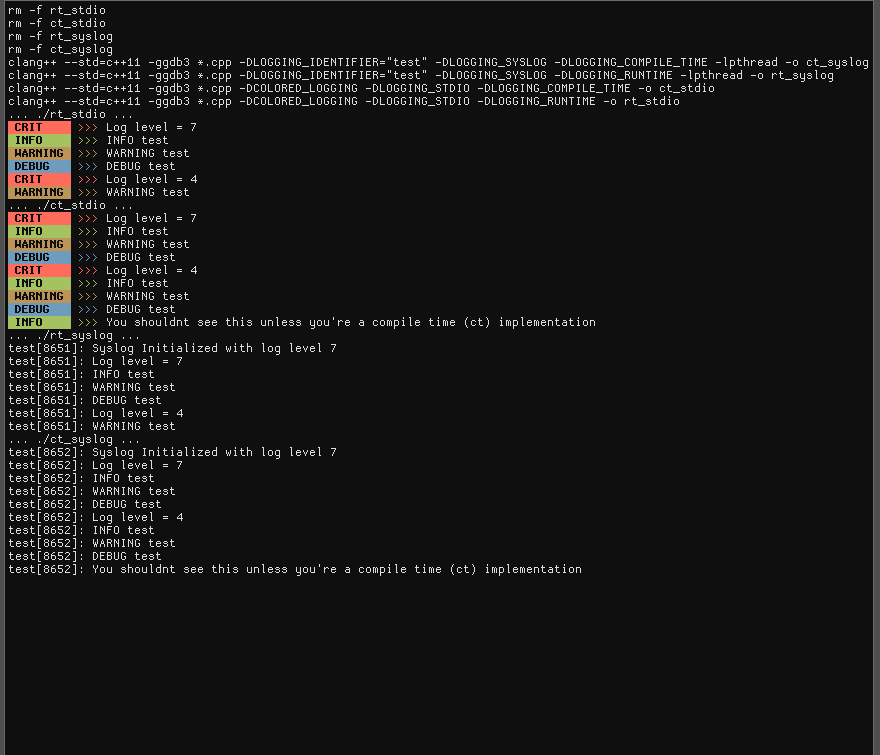 rm -f rt_stdio
rm -f ct_stdio
rm -f rt_syslog
rm -f ct_syslog
clang++ --std=c++11 -ggdb3 *.cpp -DLOGGING_IDENTIFIER="test" -DLOGGING_SYSLOG -DLOGGING_COMPILE_TIME -lpthread -o ct_syslog
clang++ --std=c++11 -ggdb3 *.cpp -DLOGGING_IDENTIFIER="test" -DLOGGING_SYSLOG -DLOGGING_RUNTIME -lpthread -o rt_syslog
clang++ --std=c++11 -ggdb3 *.cpp -DCOLORED_LOGGING -DLOGGING_STDIO -DLOGGING_COMPILE_TIME -o ct_stdio
clang++ --std=c++11 -ggdb3 *.cpp -DCOLORED_LOGGING -DLOGGING_STDIO -DLOGGING_RUNTIME -o rt_stdio
... ./rt_stdio ...
CRIT >>> Log level = 7
INFO >>> INFO test
WARNING >>> WARNING test
DEBUG >>> DEBUG test
CRIT >>> Log level = 4
WARNING >>> WARNING test
... ./ct_stdio ...
CRIT >>> Log level = 7
INFO >>> INFO test
WARNING >>> WARNING test
DEBUG >>> DEBUG test
CRIT >>> Log level = 4
INFO >>> INFO test
WARNING >>> WARNING test
DEBUG >>> DEBUG test
INFO >>> You shouldnt see this unless you're a compile time (ct) implementation
... ./rt_syslog ...
test[8651]: Syslog Initialized with log level 7
test[8651]: Log level = 7
test[8651]: INFO test
test[8651]: WARNING test
test[8651]: DEBUG test
test[8651]: Log level = 4
test[8651]: WARNING test
... ./ct_syslog ...
test[8652]: Syslog Initialized with log level 7
test[8652]: Log level = 7
test[8652]: INFO test
test[8652]: WARNING test
test[8652]: DEBUG test
test[8652]: Log level = 4
test[8652]: INFO test
test[8652]: WARNING test
test[8652]: DEBUG test
test[8652]: You shouldnt see this unless you're a compile time (ct) implementation